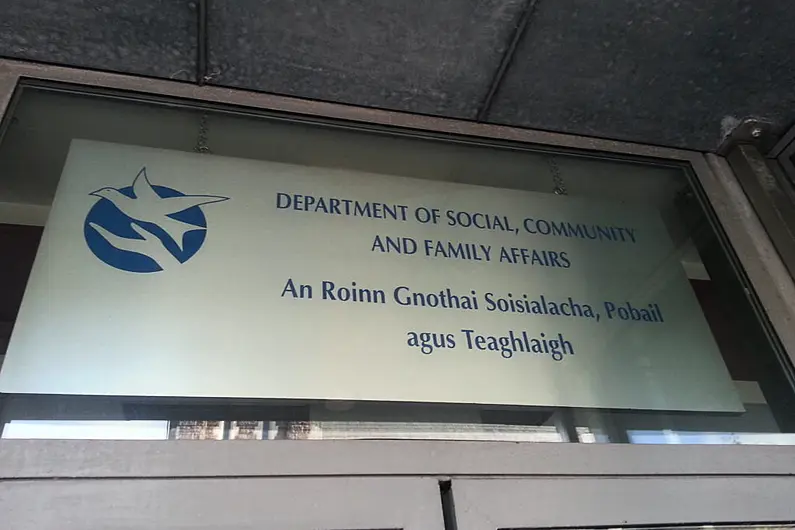 DEPARTMENT OF SOCIAL, COMMUNITY
AND FAMILY AFFAIRS
An Roinn Gnothai Soisialacha, Pobail
agus Teaghlaigh